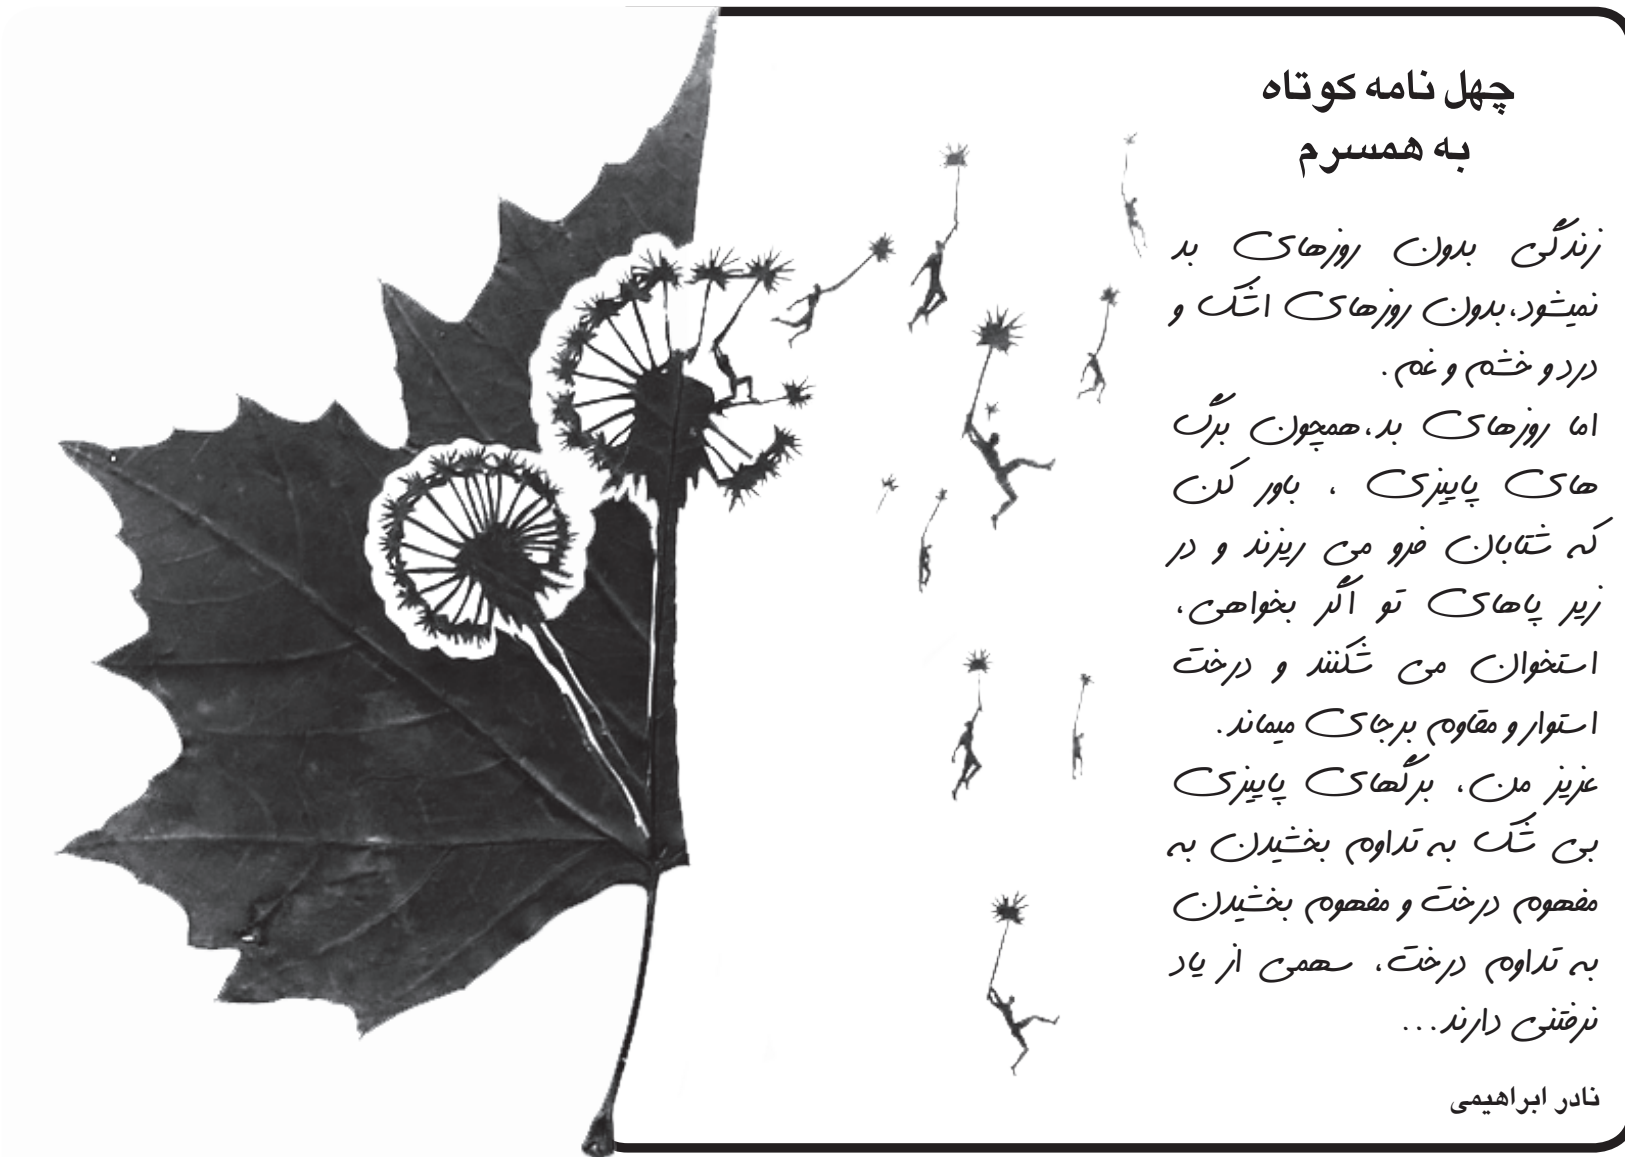 چهل نامه کوتاه
به همسرم
زندگی بدون روزهای بد
نمیشود،بدون روزهای اشک و
درد و خشم و غم.
اما روزهای بد،همچون برگ
های پاییزی ، باور کن
که شتابان فرو می ریزند و در
زیر پاهای تو اگر بخواهی،
استخوان می شکنند و درخت
استوار و مقاوم برجای میماند.
عزیز من، برگهای پاییزی
بی شک به تداوم بخشیدن به
مفهوم درخت و مفهوم بخشیدن
به تداوم درخت، سهمی از یاد
نرفتنی دارند...
نادر ابراهیمی